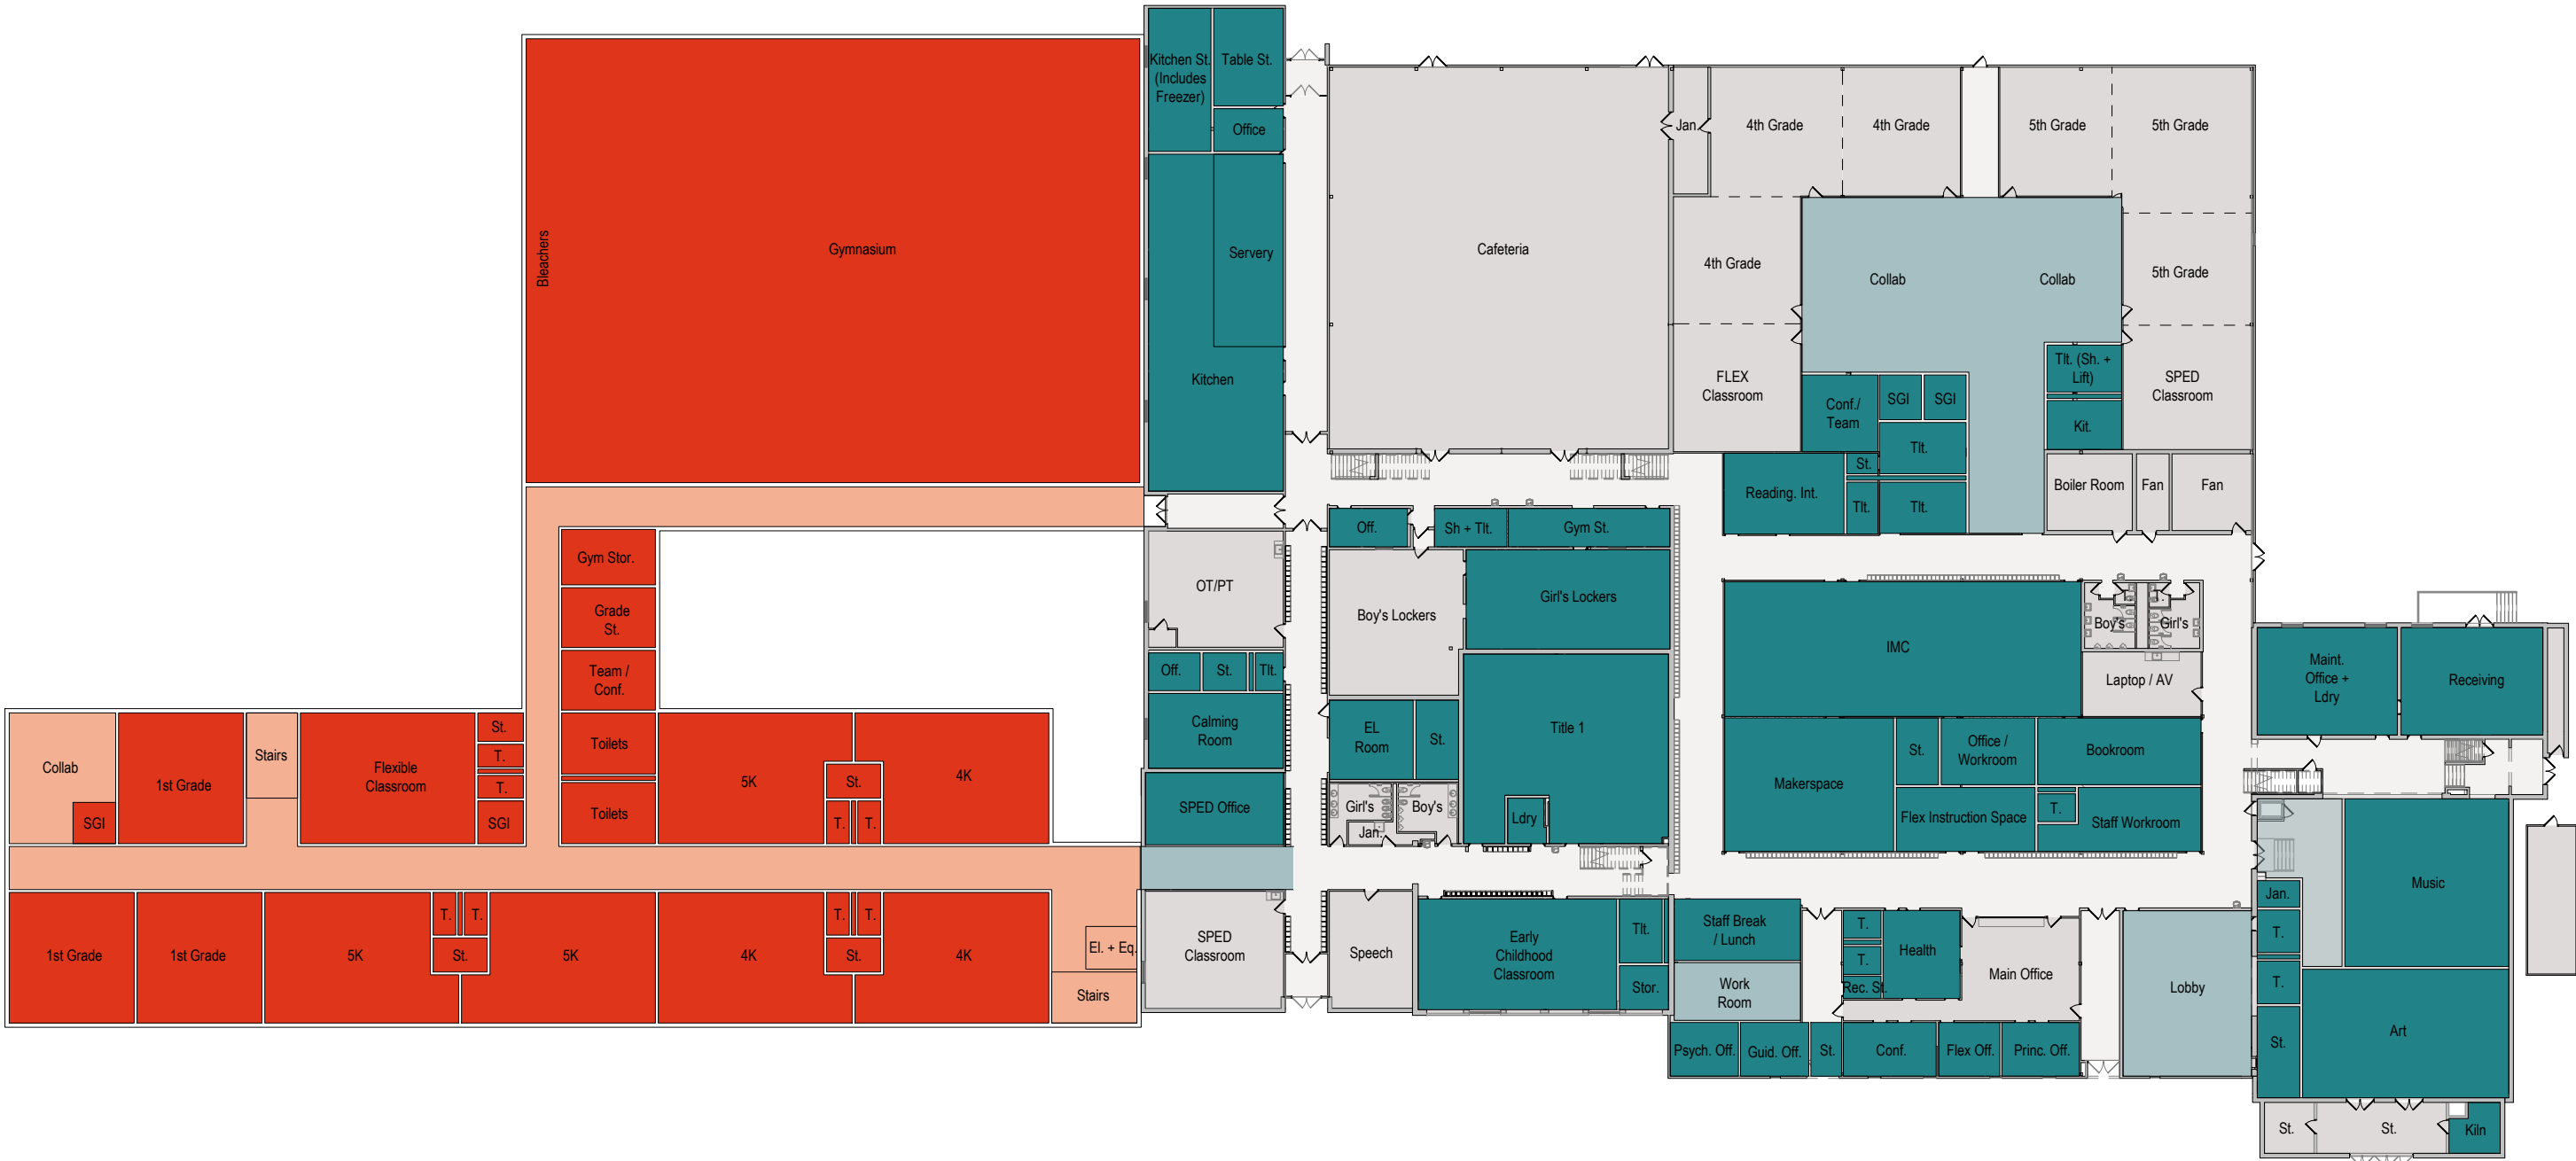 Kitchen St.
(Includes
Freezer)
Table St.
Office
Bleachers
Gymnasium
Servery
Kitchen
Cafeteria
Jan.
4th Grade
4th Grade
5th Grade
5th Grade
4th Grade
Collab
Collab
5th Grade
FLEX
Classroom
Conf./
Team
SGI
SGI
Tlt. (Sh. +
Lift)
Kit.
SPED
Classroom
Tlt.
St.
Reading. Int.
Tlt.
Tlt.
Boiler Room
Fan
Fan
Off.
Sh + Tlt.
Gym St.
Gym Stor.
Grade
St.
Team /
Conf.
Toilets
Toilets
OT/PT
Boy's Lockers
Girl's Lockers
IMC
Boy's
Girl's
Laptop / AV
Maint.
Office +
Ldry
Receiving
Off.
St.
Tlt.
Calming
Room
EL
Room
St.
Title 1
Ldry
SPED Office
Girl's
Jan.
Boy's
Makerspace
St.
Office /
Workroom
Bookroom
Flex Instruction Space
T.
Staff Workroom
Collab
SGI
1st Grade
Stairs
Flexible
Classroom
St.
T.
T.
SGI
5K
St.
T.
T.
4K
1st Grade
1st Grade
5K
T.
T.
St.
5K
4K
T.
T.
St.
4K
El. + Eq.
Stairs
SPED
Classroom
Speech
Early
Childhood
Classroom
Tlt.
Stor.
Staff Break
/ Lunch
Work
Room
T.
T.
Rec. St.
Health
Main Office
Lobby
Psych. Off.
Guid. Off.
St.
Conf.
Flex Off.
Princ. Off.
Music
Jan.
T.
T.
St.
Art
St.
St.
Kiln